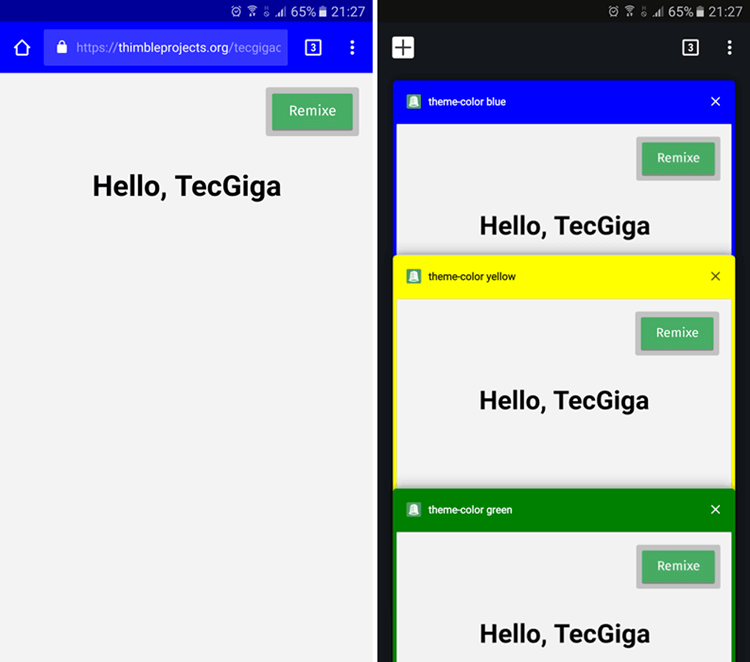 65% 21:27
https://thimbleprojects.org/tecgigac
3
Remixe
Hello, TecGiga
65% 21:27
3
theme-color blue
Remixe
Hello, TecGiga
theme-color yellow
Remixe
Hello, TecGiga
theme-color green
Remixe
Hello, TecGiga